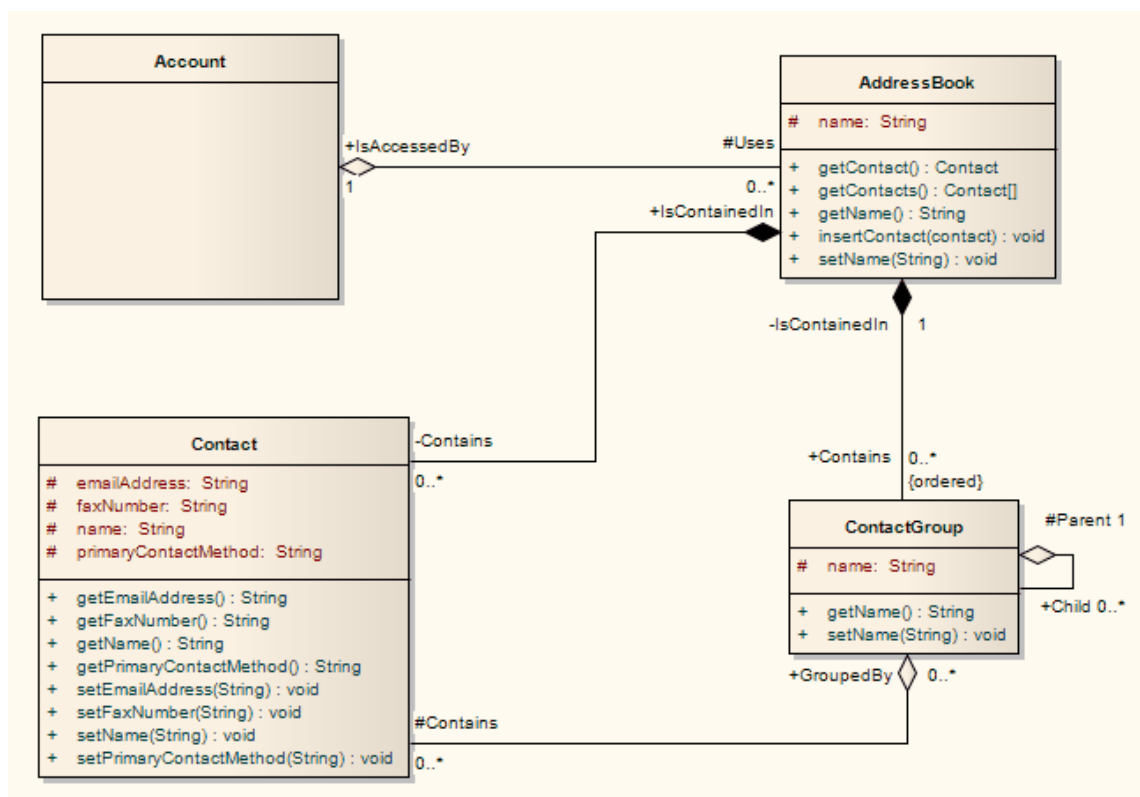 Account
AddressBook
# name: String
+IsAccessedBy
#Uses
1
0..*
+ getContact() : Contact
+ getContacts() : Contact[]
+ getName() : String
+ insertContact(contact) : void
+ setName(String) : void
+IsContainedIn
-IsContainedIn 1
Contact
-Contains
0..*
# emailAddress: String
# faxNumber: String
# name: String
# primaryContactMethod: String
+ getEmailAddress() : String
+ getFaxNumber() : String
+ getName() : String
+ getPrimaryContactMethod() : String
+ setEmailAddress(String) : void
+ setFaxNumber(String) : void
+ setName(String) : void
+ setPrimaryContactMethod(String) : void
+Contains 0..*
{ordered}
ContactGroup
#Parent 1
# name: String
+Child 0..*
+ getName() : String
+ setName(String) : void
+GroupedBy 0..*
#Contains
0..*